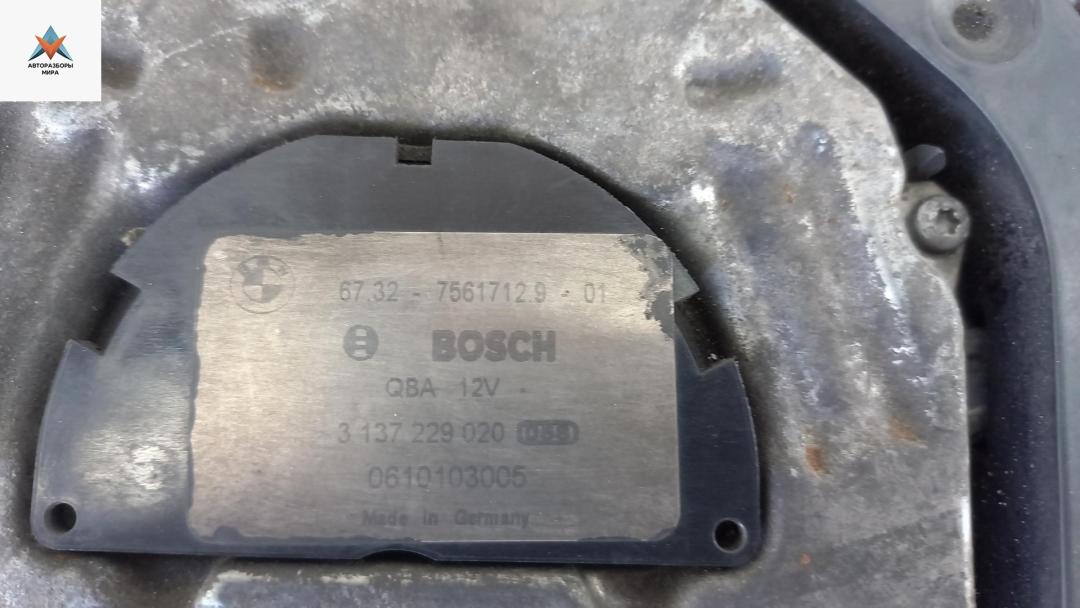 АВТОРАЗБОРЫ
МИРА
67.32 - 7561712.9 - 01
BOSCH
QBA 12V -
3 137 229 020
0610103005
Made in Germany